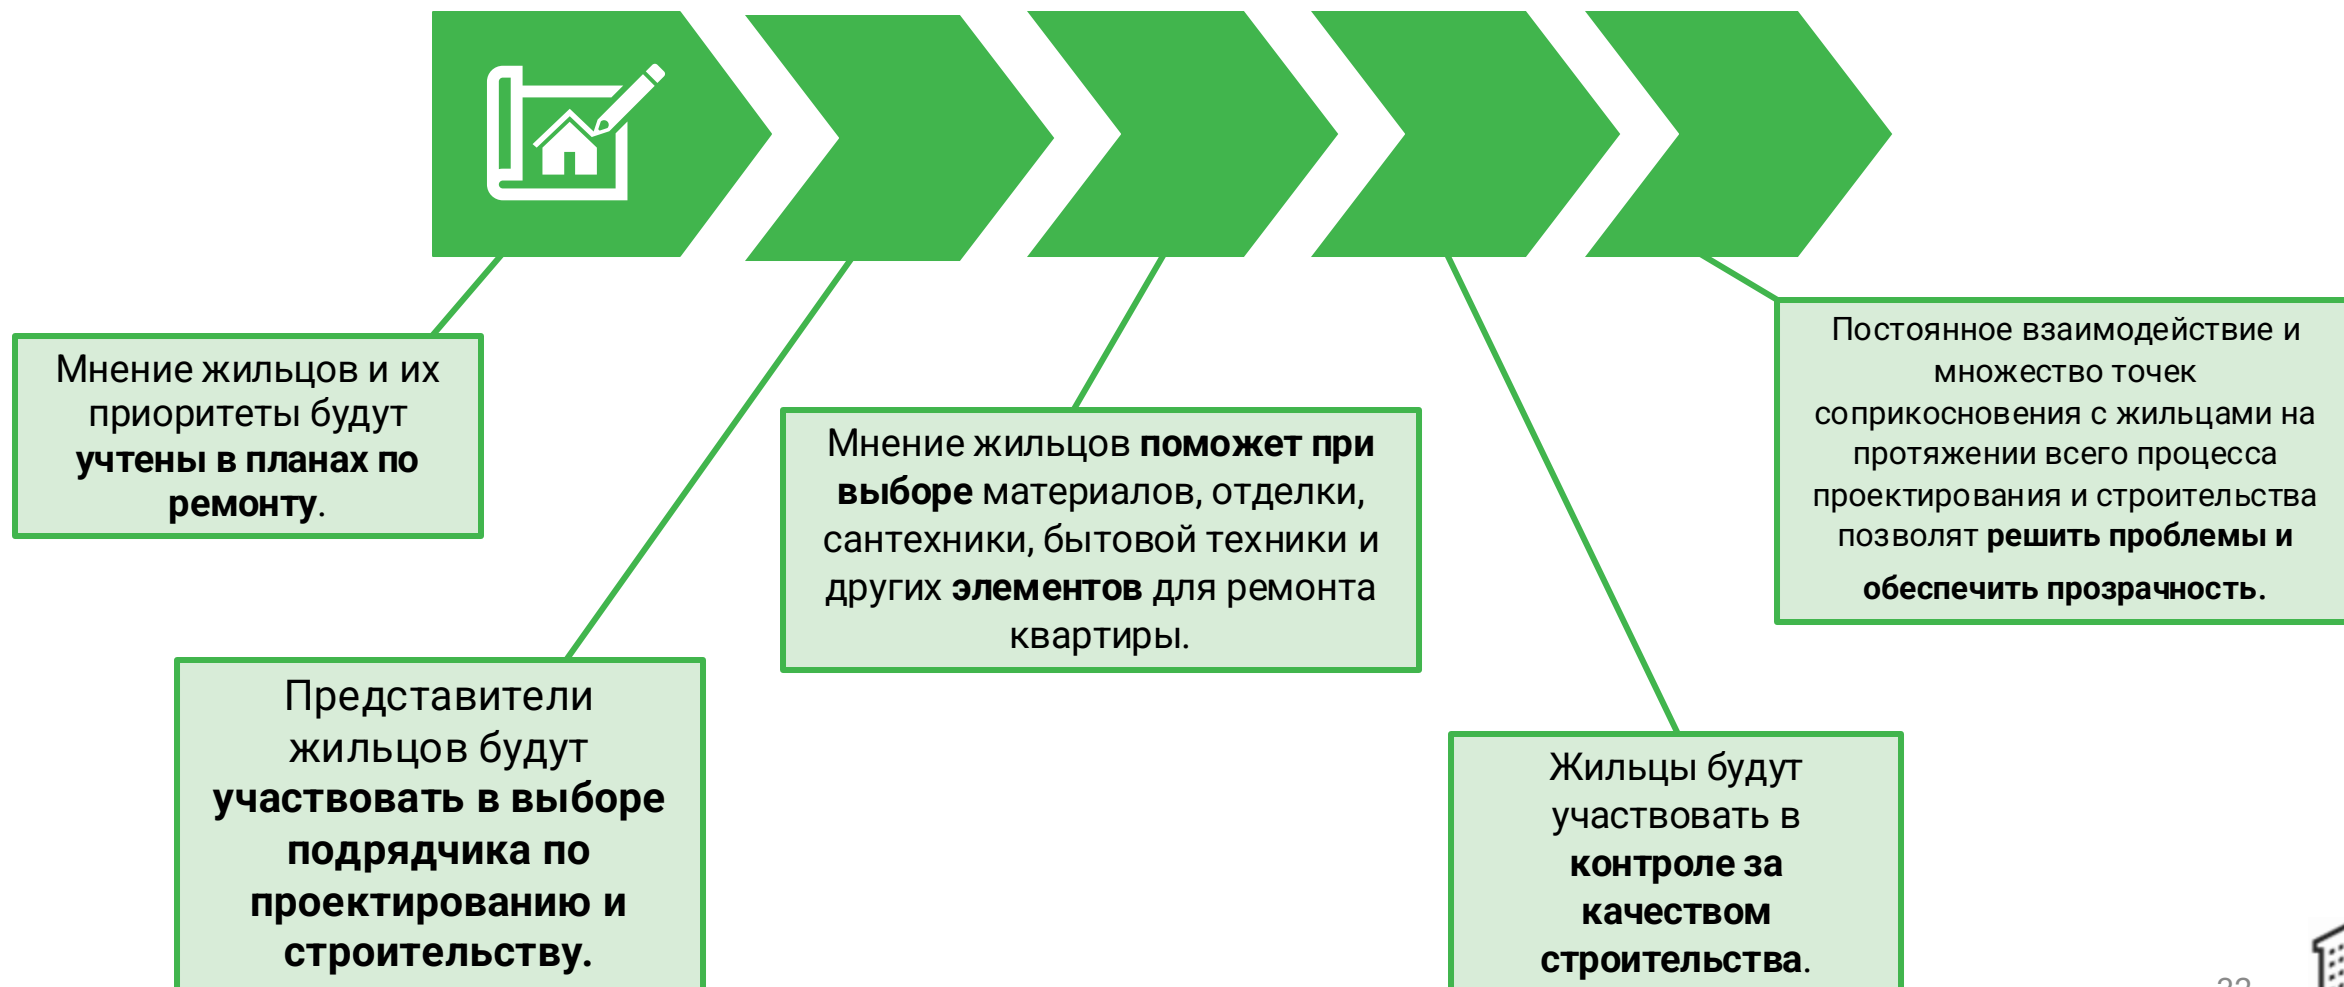 Мнение жильцов и их
приоритеты будут
учтены в планах по
ремонту.
Представители
жильцов будут
участвовать в выборе
подрядчика по
проектированию и
строительству.
Мнение жильцов поможет при
выборе материалов, отделки,
сантехники, бытовой техники и
других элементов для ремонта
квартиры.
Жильцы будут
участвовать в
контроле за
качеством
строительства.
Постоянное взаимодействие и
множество точек
соприкосновения с жильцами на
протяжении всего процесса
проектирования и строительства
позволят решить проблемы и
обеспечить прозрачность.